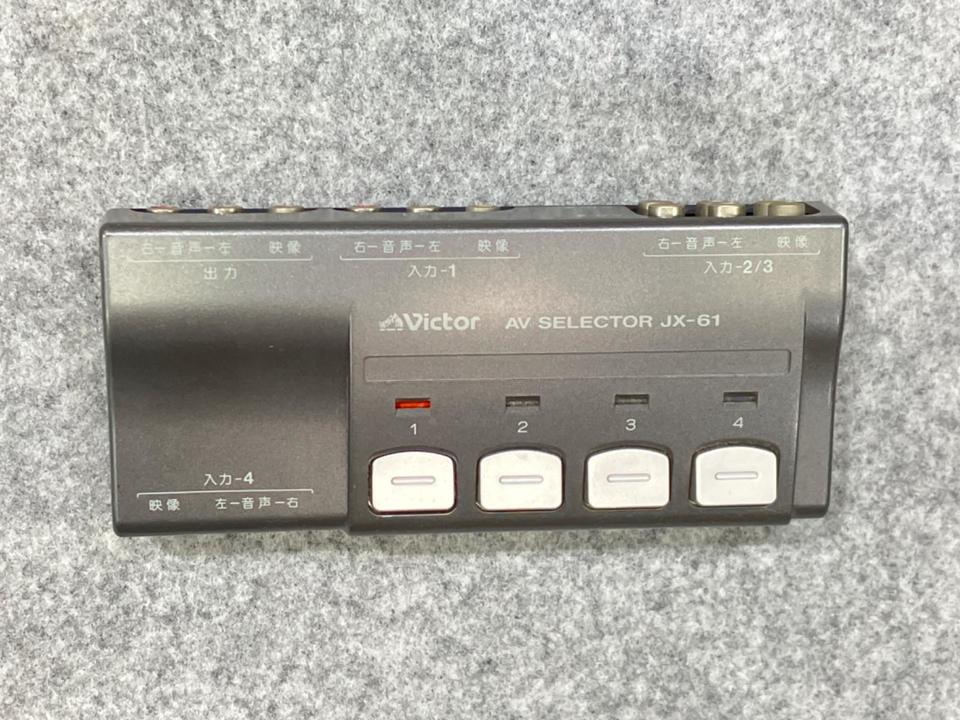 右ー音声ー左 映像
出力
右ー音声ー左 映像
入力-1
右ー音声ー左 映像
入力-2/3
Victor AV SELECTOR JX-61
1 2 3 4
入力-4
映像 左ー音声ー右